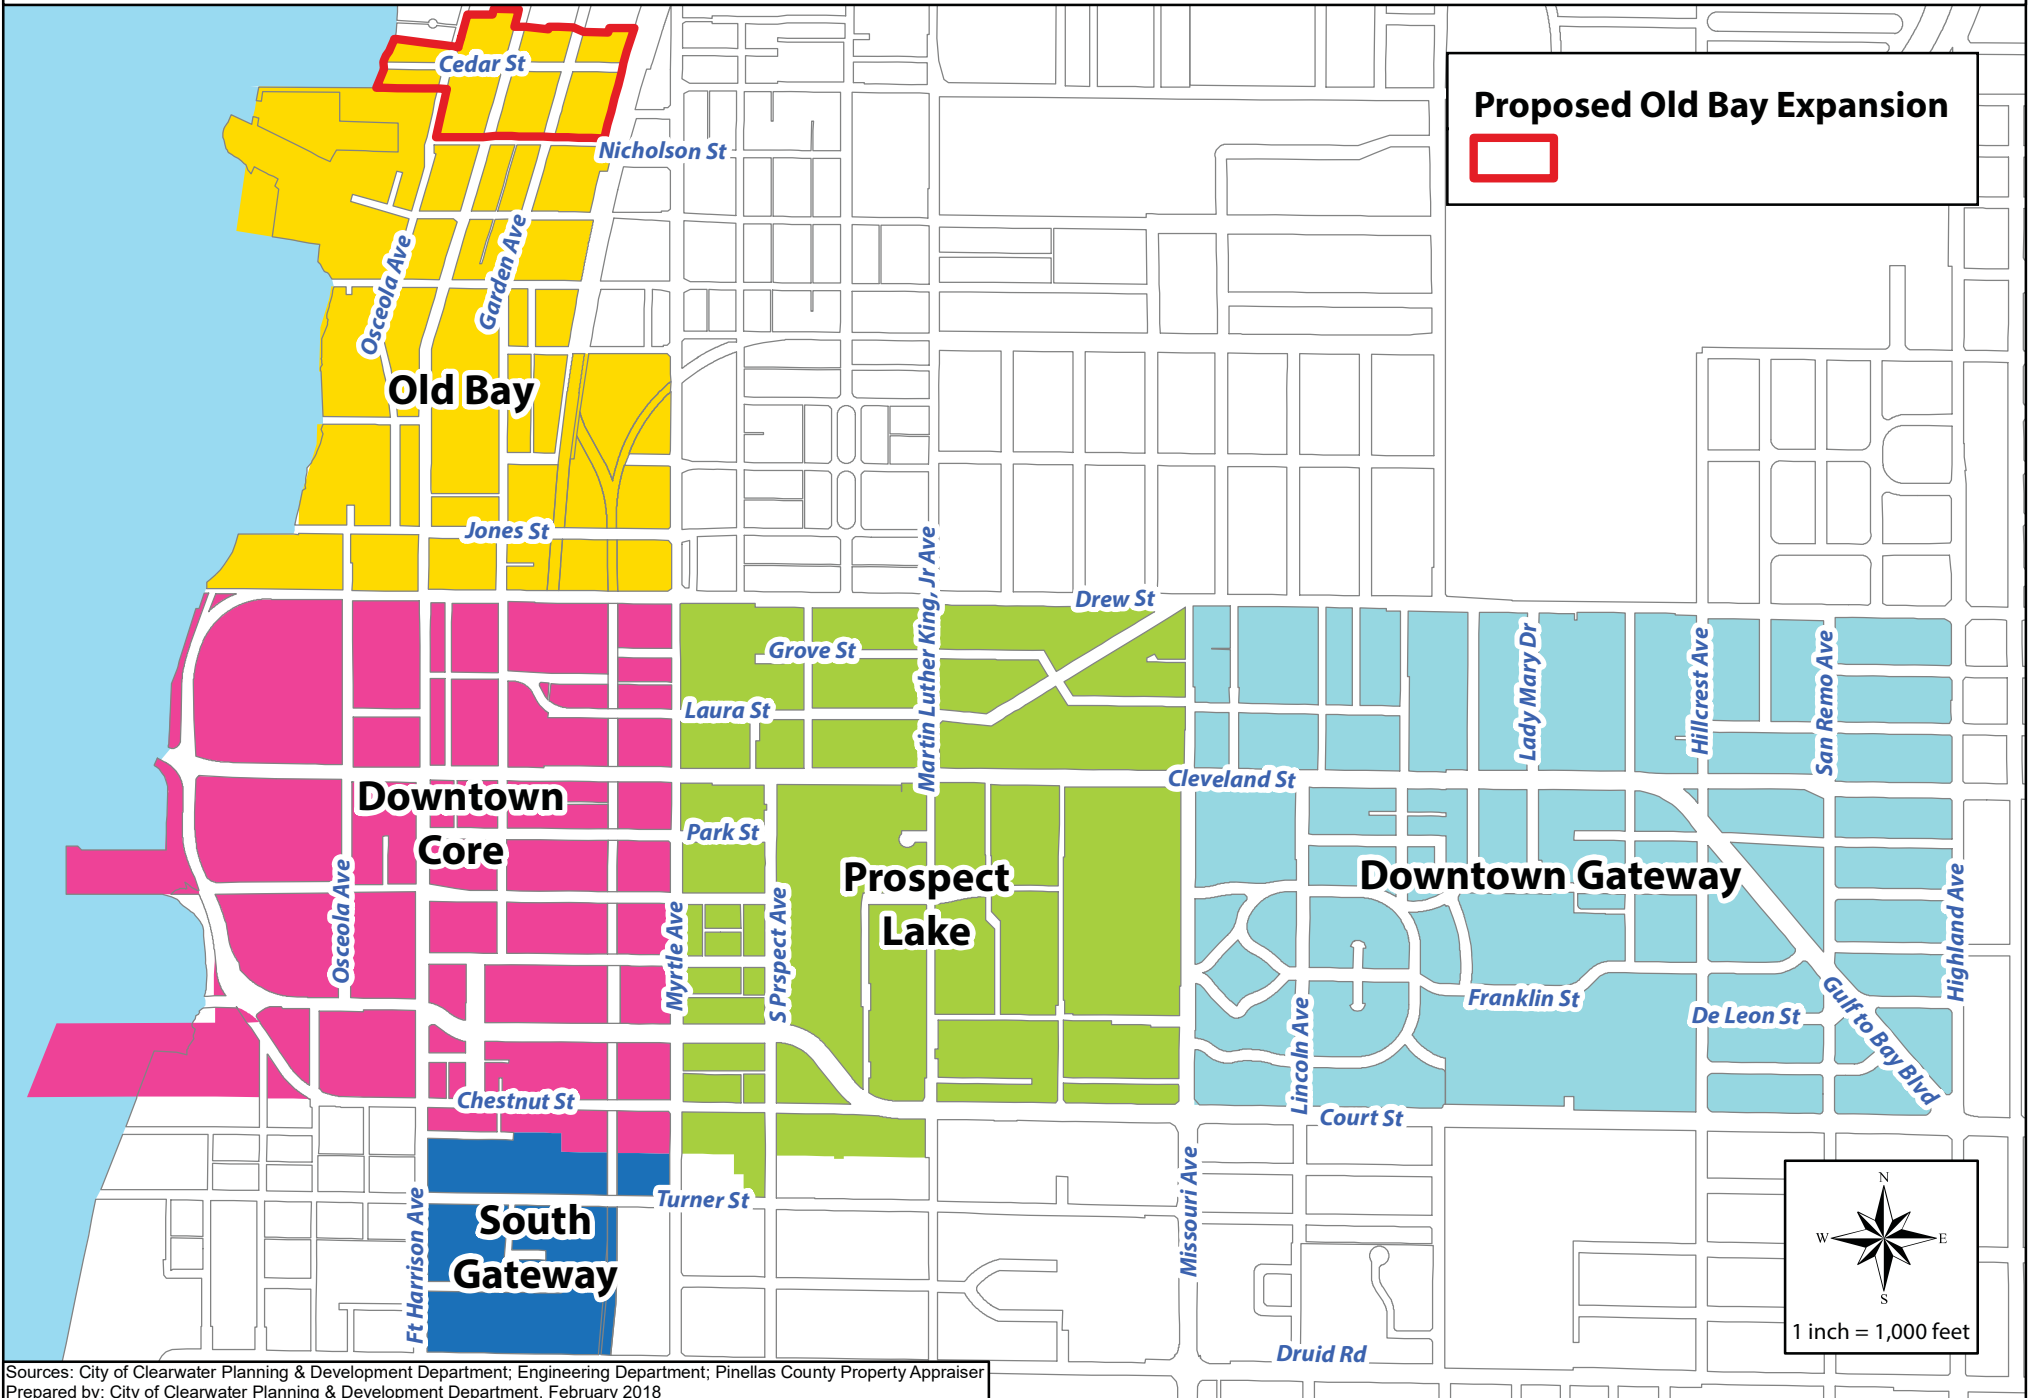 Cedar St
Proposed Old Bay Expansion
Nicholson St
Osceola Ave
Garden Ave
Old Bay
Jones St
Martin Luther King, Jr Ave
Drew St
Grove St
Laura St
Lady Mary Dr
Hillcrest Ave
San Remo Ave
Cleveland St
Downtown
Core
Park St
Prospect
Lake
Downtown Gateway
Osceola Ave
Myrtle Ave
S Prspect Ave
Highland Ave
Franklin St
De Leon St
Gulf to Bay Blvd
Lincoln Ave
Chestnut St
Court St
Missouri Ave
Turner St
Ft Harrison Ave
South
Gateway
Druid Rd
N
W
E
S
1 inch = 1,000 feet
Sources: City of Clearwater Planning & Development Department; Engineering Department; Pinellas County Property Appraiser
Prepared by: City of Clearwater Planning & Development Department, February 2018